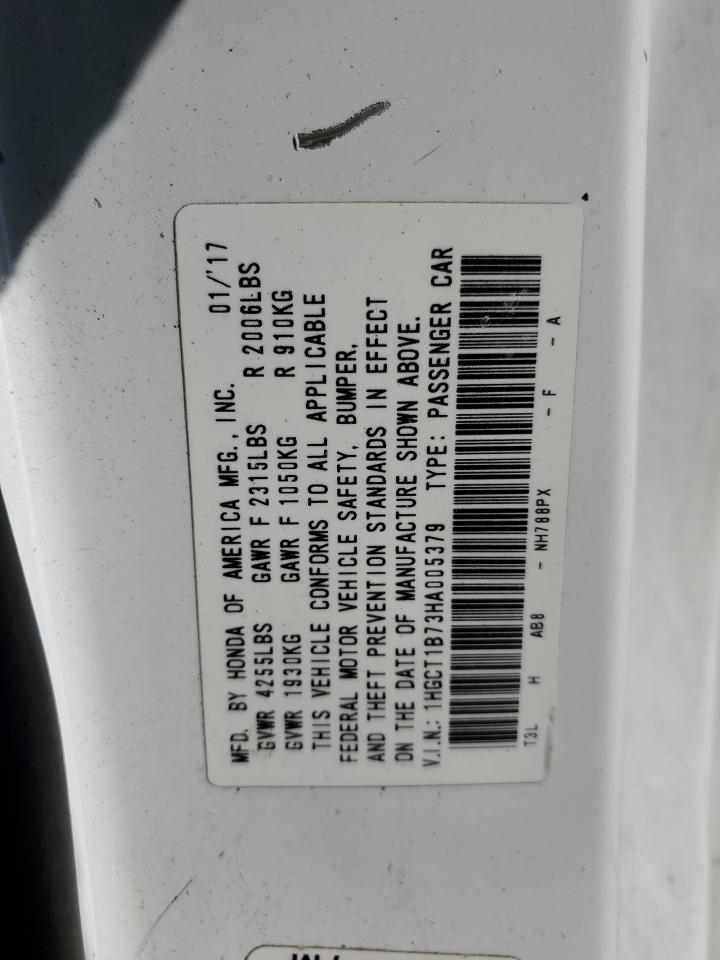 MFD. BY HONDA OF AMERICA MFG., INC. 01/'17
GVWR 4255LBS GAWR F 2315LBS R 2006LBS
GVWR 1930KG GAWR F 1050KG R 910KG
THIS VEHICLE CONFORMS TO ALL APPLICABLE
FEDERAL MOTOR VEHICLE SAFETY, BUMPER,
AND THEFT PREVENTION STANDARDS IN EFFECT
ON THE DATE OF MANUFACTURE SHOWN ABOVE.
V.I.N.: 1HGCT1B73HA005379 TYPE: PASSENGER CAR
T3L H AB8 - NH788PX - F - A